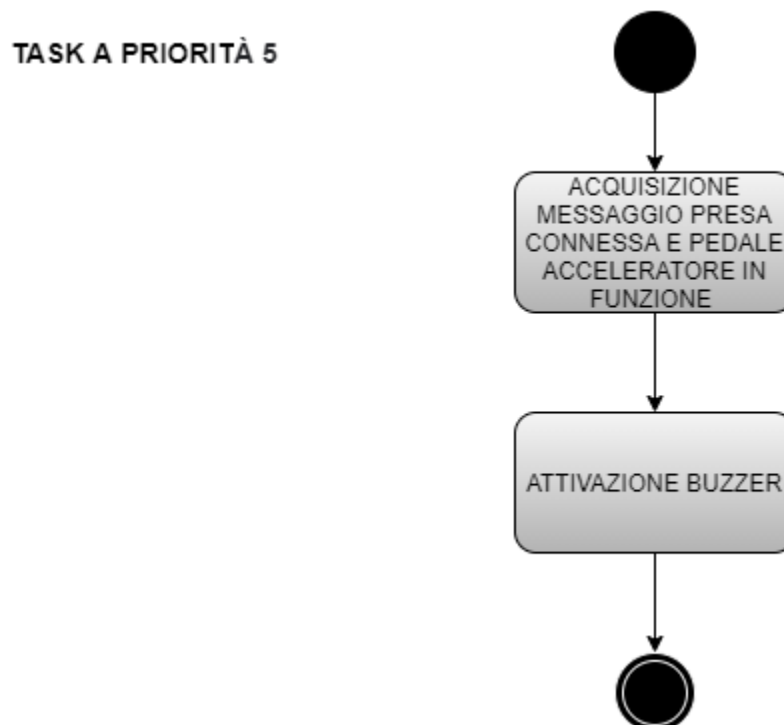 TASK A PRIORITÀ 5
ACQUISIZIONE
MESSAGGIO PRESA
CONNESSA E PEDALE
ACCELERATORE IN
FUNZIONE
ATTIVAZIONE BUZZER